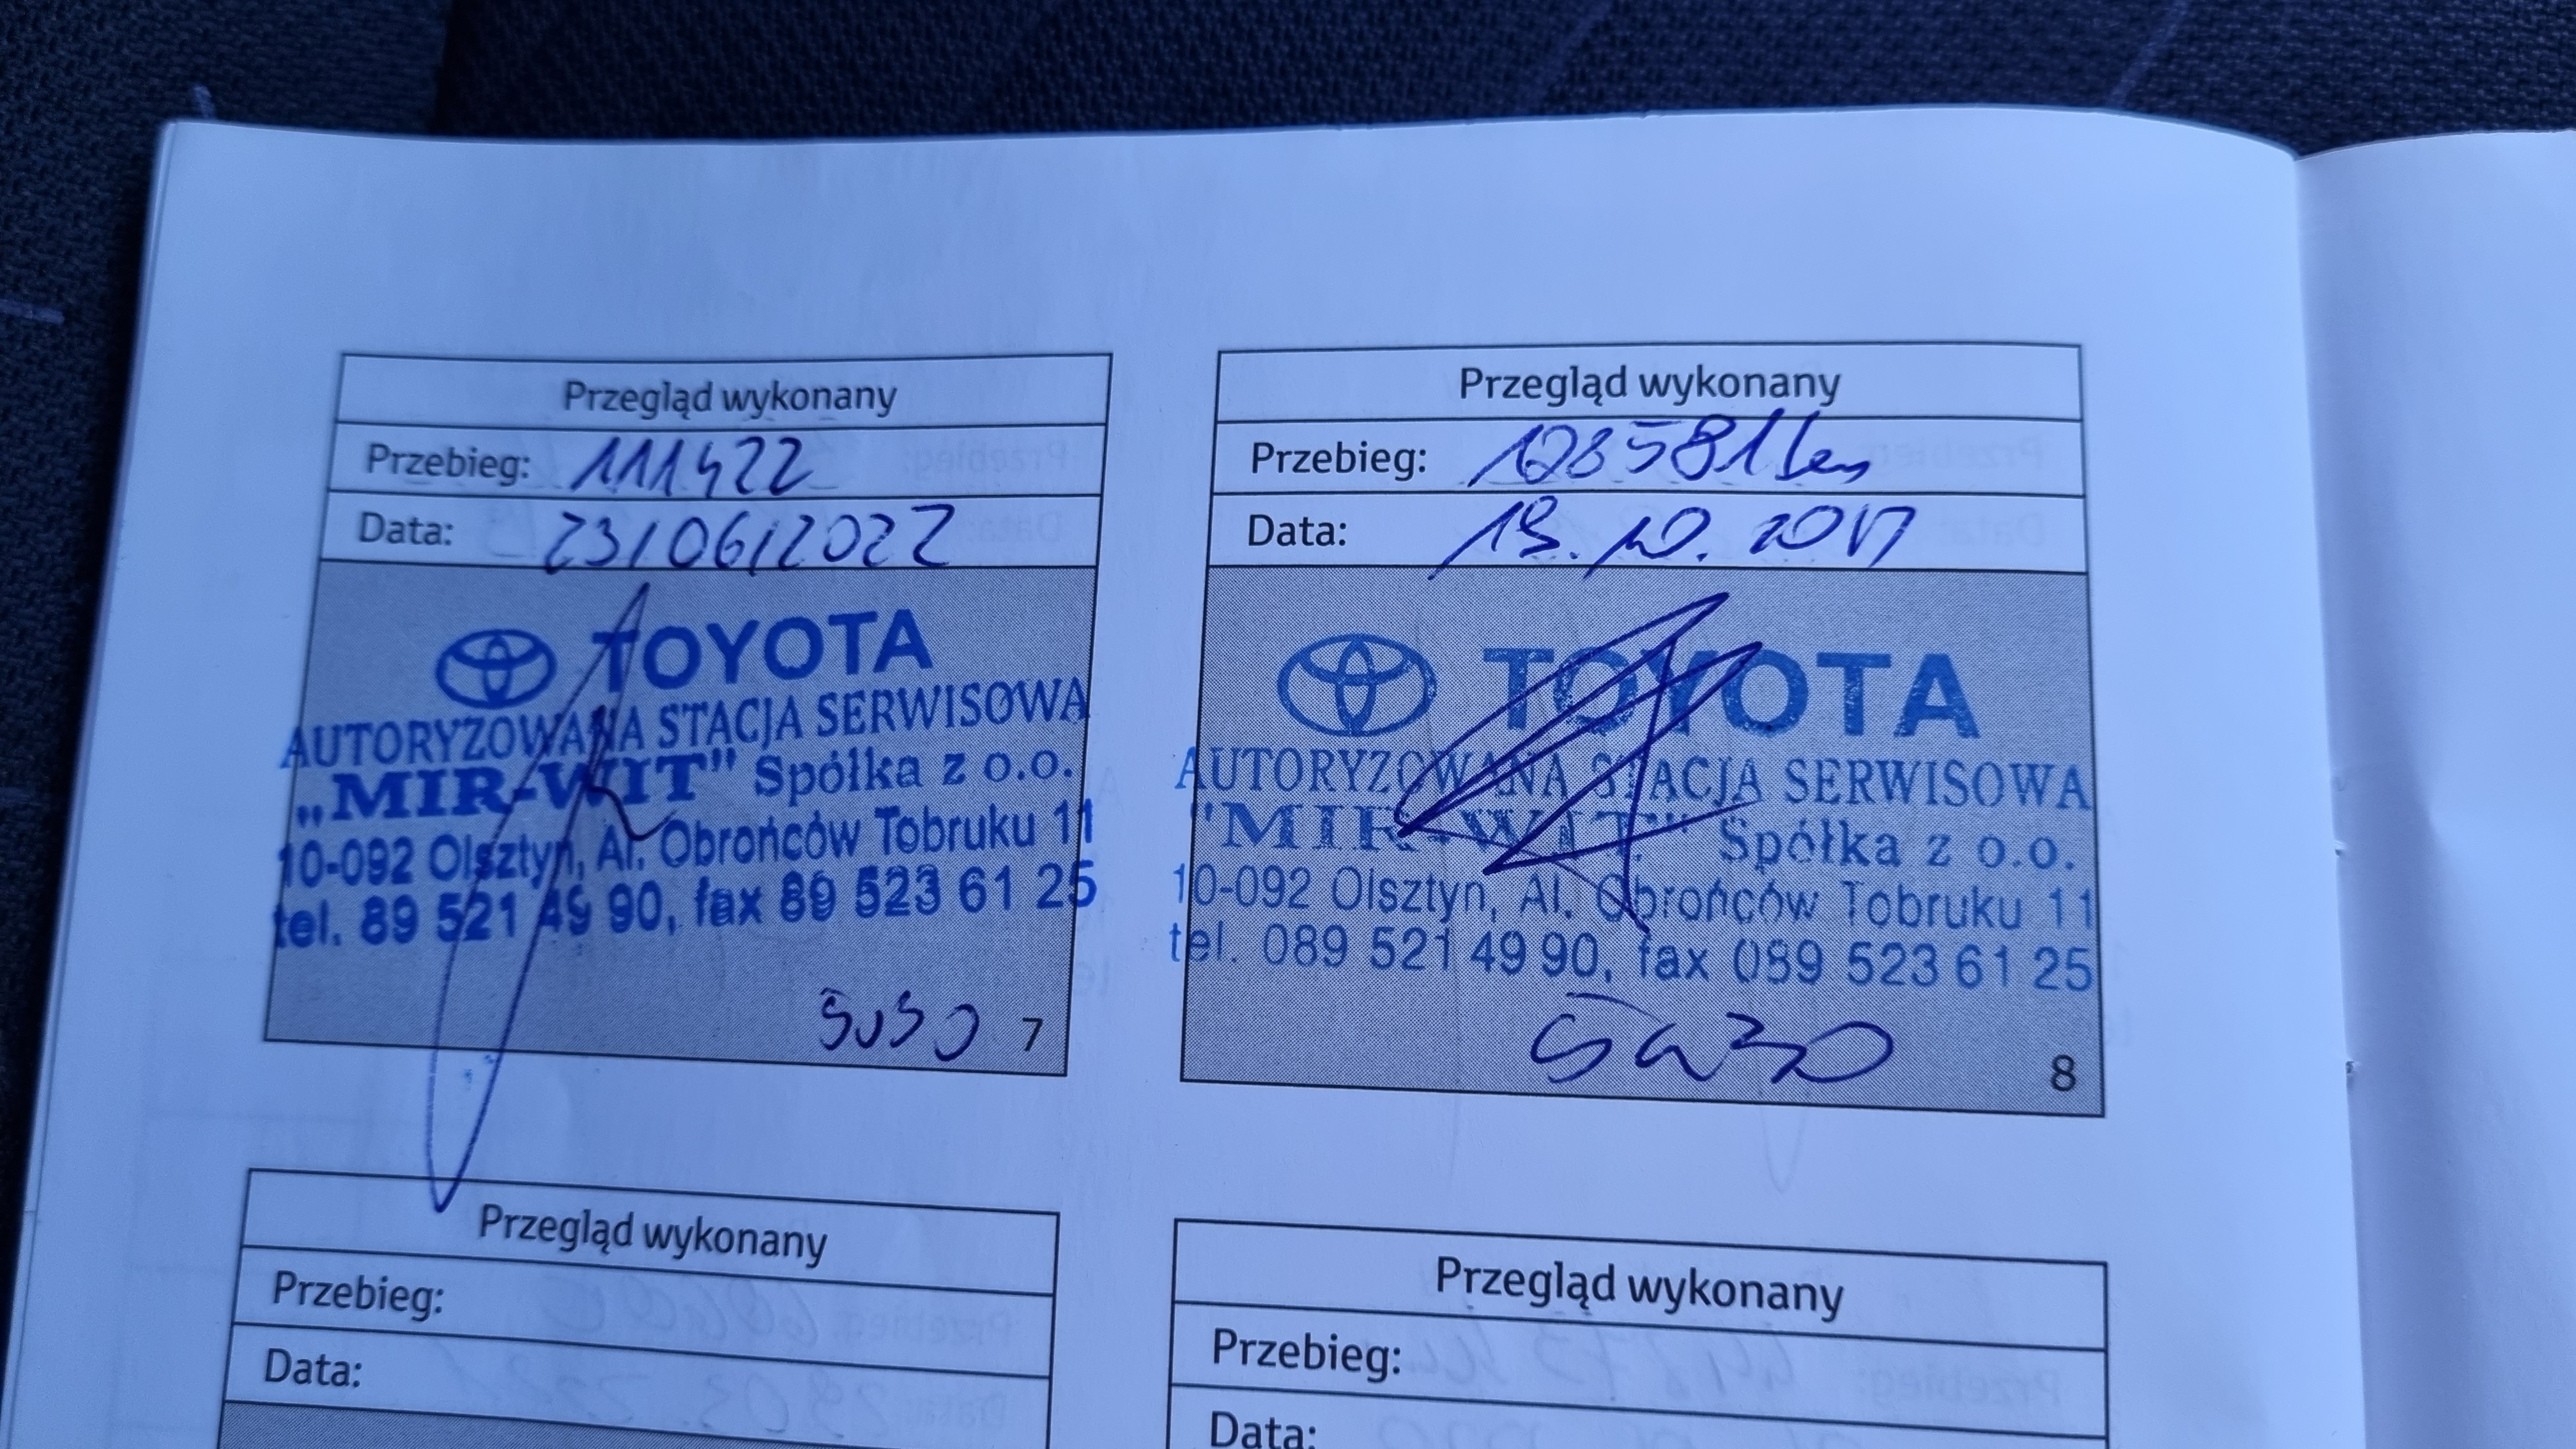 Przegląd wykonany
Przebieg: 111422
Data: 23/06/2022
TOYOTA
AUTORYZOWANA STACJA SERWISOWA
„MIR-WIT" Spółka z o.o.
10-092 Olsztyn, Al. Obrońców Tobruku 11
tel. 89 521 49 90, fax 89 523 61 25
7
Przegląd wykonany
Przebieg: 128581km
Data: 19.10.
TOYOTA
AUTORYZOWANA STACJA SERWISOWA
"MIR-WIT" Spółka z o.o.
10-092 Olsztyn, Al. Obrońców Tobruku 11
tel. 089 521 49 90, fax 089 523 61 25
8
Przegląd wykonany
Przebieg:
Data:
Przegląd wykonany
Przebieg:
Data: